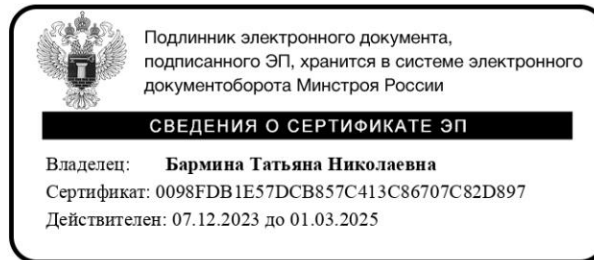 Подлинник электронного документа,
подписанного ЭП, хранится в системе электронного
документоборота Минстроя России
СВЕДЕНИЯ О СЕРТИФИКАТЕ ЭП
Владелец: Бармина Татьяна Николаевна
Сертификат: 0098FDB1E57DCB857C413C86707C82D897
Действителен: 07.12.2023 до 01.03.2025